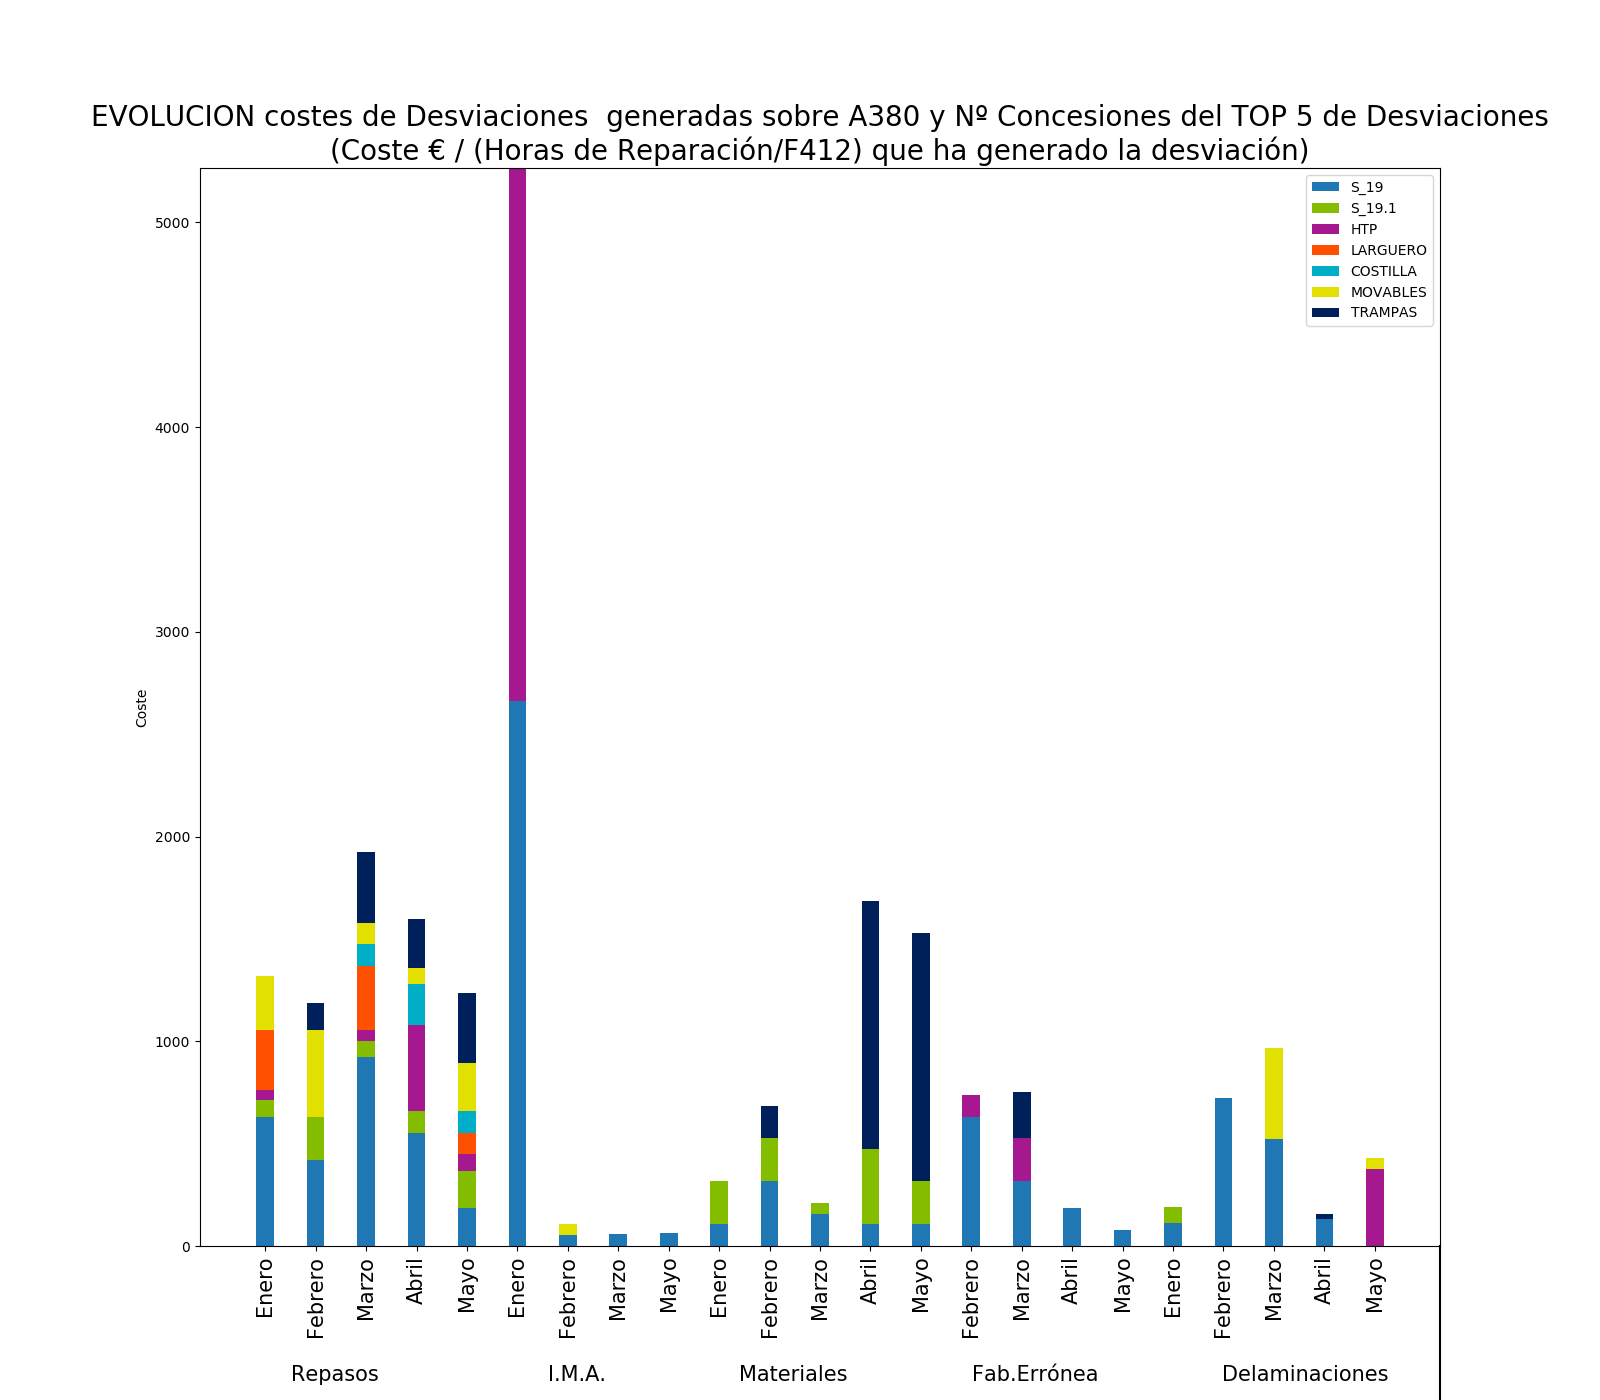 EVOLUCION costes de Desviaciones  generadas sobre A380 y Nº Concesiones del TOP 5 de Desviaciones
(Coste € / (Horas de Reparación/F412) que ha generado la desviación)
S_19
S_19.1
HTP
LARGUERO
COSTILLA
MOVABLES
TRAMPAS
5000
4000
3000
2000
1000
0
Coste
Enero
Febrero
Marzo
Abril
Mayo
Enero
Febrero
Marzo
Mayo
Enero
Febrero
Marzo
Abril
Mayo
Febrero
Marzo
Abril
Mayo
Enero
Febrero
Marzo
Abril
Mayo
Repasos
I.M.A.
Materiales
Fab.Errónea
Delaminaciones